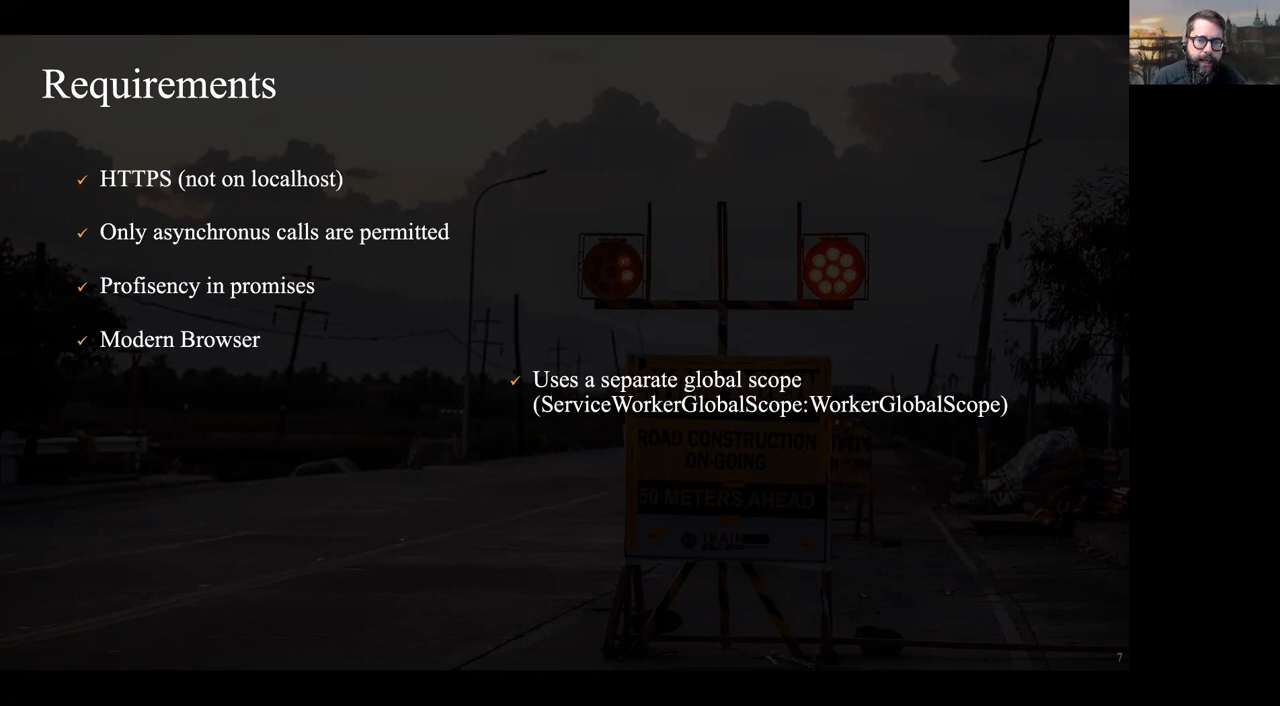 Requirements
HTTPS (not on localhost)
Only asynchronus calls are permitted
Profisency in promises
Modern Browser
Uses a separate global scope
(ServiceWorkerGlobalScope:WorkerGlobalScope)
ROAD CONSTRUCTION
ON-GOING
50 METERS AHEAD
TRAIN
7